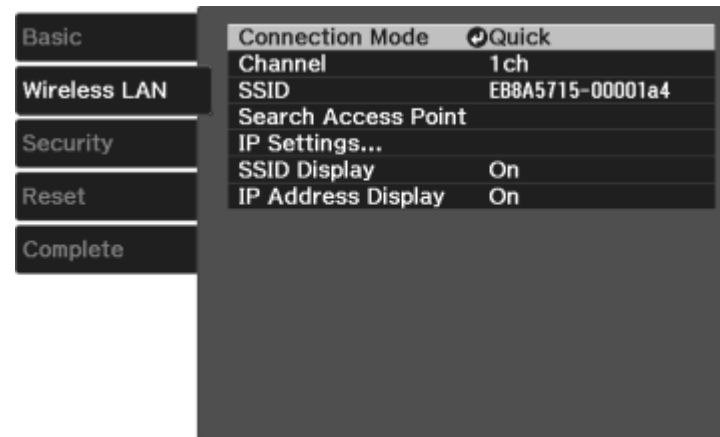 Basic
Wireless LAN
Security
Reset
Complete
Connection Mode Quick
Channel 1ch
SSID EB8A5715-00001a4
Search Access Point
IP Settings...
SSID Display On
IP Address Display On